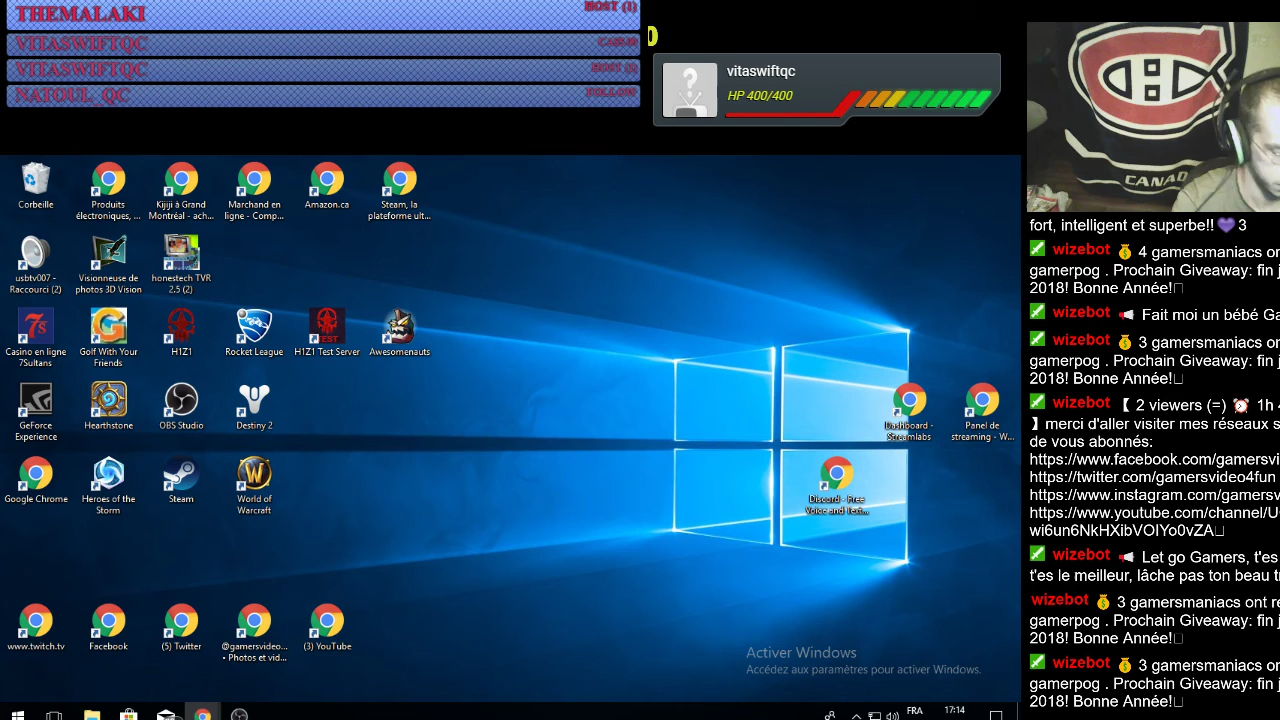 THEMALAKI HOST (1)
VITASWIFTQC
VITASWIFTQC HOST (1)
NATOUL_QC FOLLOW
vitaswiftqc
HP 400/400
CANAD
Corbeille
Produits
électroniques, ...
Kijiji à Grand
Montréal - ach...
Marchand en
ligne - Comp...
Amazon.ca
Steam, la
plateforme ult...
usbtv007 -
Raccourci (2)
Visionneuse de
photos 3D Vision
honestech TVR
2.5 (2)
7s
Casino en ligne
7Sultans
Golf With Your
Friends
H1Z1
Rocket League
TEST
H1Z1 Test Server
Awesomenauts
GeForce
Experience
Hearthstone
OBS Studio
Destiny 2
Dashboard -
Streamlabs
Panel de
streaming - W...
Google Chrome
Heroes of the
Storm
Steam
World of
Warcraft
Discord - Free
Voice and Text...
www.twitch.tv
Facebook
(5) Twitter
@gamersvideo...
• Photos et vid...
(3) YouTube
Activer Windows
Accédez aux paramètres pour activer Windows.
FRA
17:14
fort, intelligent et superbe!! 💜 3
wizebot 💰 4 gamersmaniacs on
gamerpog . Prochain Giveaway: fin j
2018! Bonne Année!
wizebot 📣 Fait moi un bébé Ga
wizebot 💰 3 gamersmaniacs on
gamerpog . Prochain Giveaway: fin j
2018! Bonne Année!
wizebot 【 2 viewers (=) ⏰ 1h
】 merci d'aller visiter mes réseaux s
de vous abonnés:
https://www.facebook.com/gamersvi
https://twitter.com/gamersvideo4fun
https://www.instagram.com/gamersv
https://www.youtube.com/channel/U
wi6un6NkHXibVOIYo0vZA
wizebot 📣 Let go Gamers, t'es
t'es le meilleur, lâche pas ton beau t
wizebot 💰 3 gamersmaniacs ont re
gamerpog . Prochain Giveaway: fin j
2018! Bonne Année!
wizebot 💰 3 gamersmaniacs on
gamerpog . Prochain Giveaway: fin j
2018! Bonne Année!